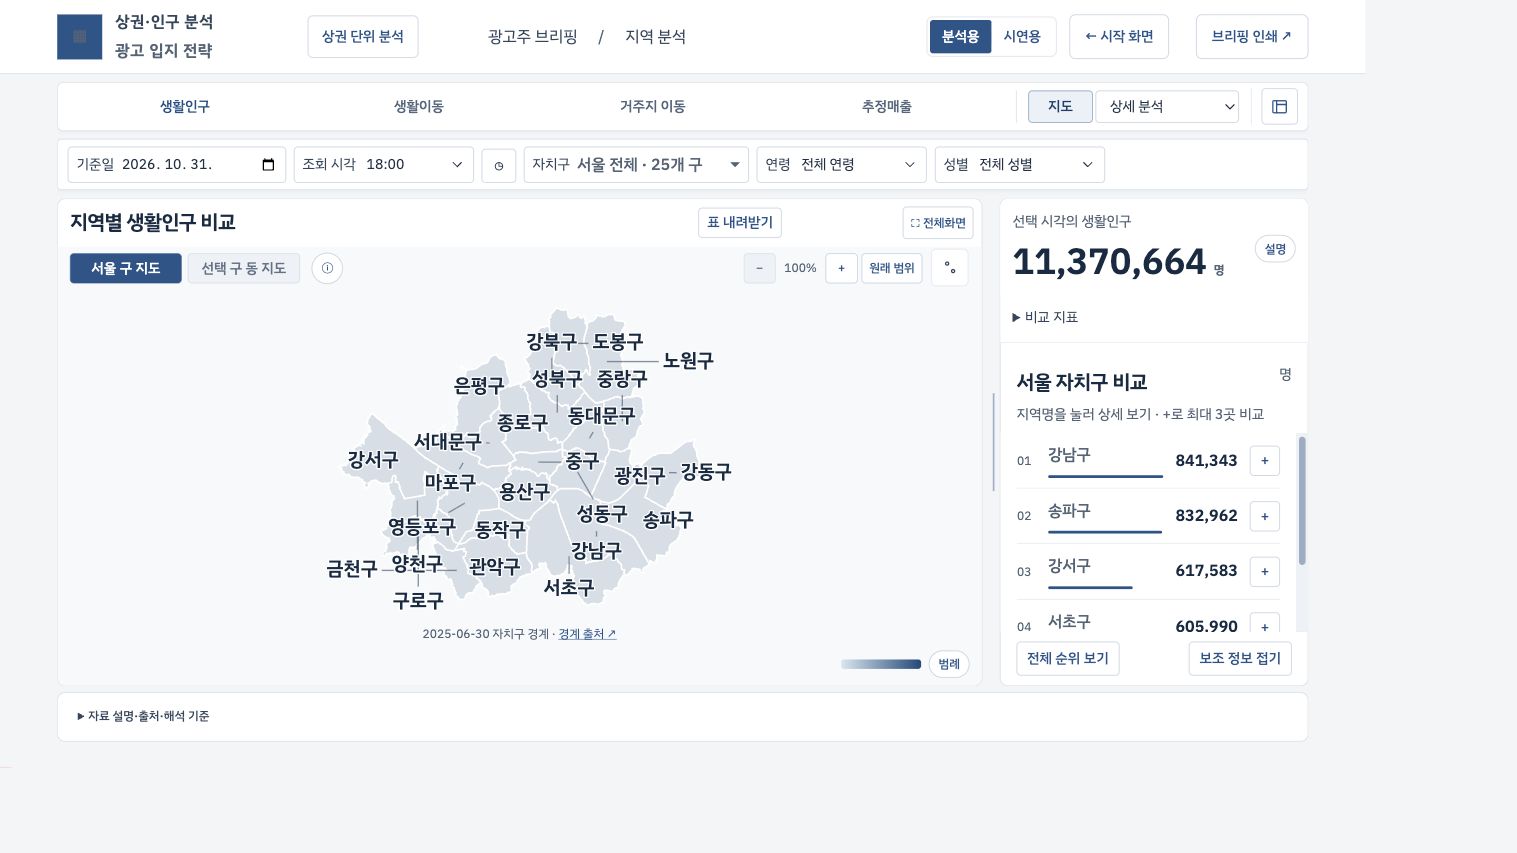 상권·인구 분석
광고 입지 전략
상권 단위 분석
광고주 브리핑 / 지역 분석
분석용 시연용
← 시작 화면
브리핑 인쇄 ↗
생활인구 생활이동 거주지 이동 추정매출
지도 상세 분석
기준일 2026. 10. 31.
조회 시각 18:00
자치구 서울 전체 · 25개 구
연령 전체 연령
성별 전체 성별
지역별 생활인구 비교
표 내려받기
전체화면
서울 구 지도 선택 구 동 지도
− 100% + 원래 범위
강북구 도봉구
노원구
은평구 성북구 중랑구
종로구 동대문구
서대문구
강서구 중구 광진구 강동구
마포구 용산구
영등포구 동작구 성동구 송파구
금천구 양천구 관악구 강남구
구로구 서초구
2025-06-30 자치구 경계 · 경계 출처 ↗
범례
선택 시각의 생활인구
11,370,664 명
설명
▶ 비교 지표
서울 자치구 비교 명
지역명을 눌러 상세 보기 · +로 최대 3곳 비교
01 강남구 841,343 +
02 송파구 832,962 +
03 강서구 617,583 +
04 서초구 605,990 +
전체 순위 보기 보조 정보 접기
▶ 자료 설명·출처·해석 기준